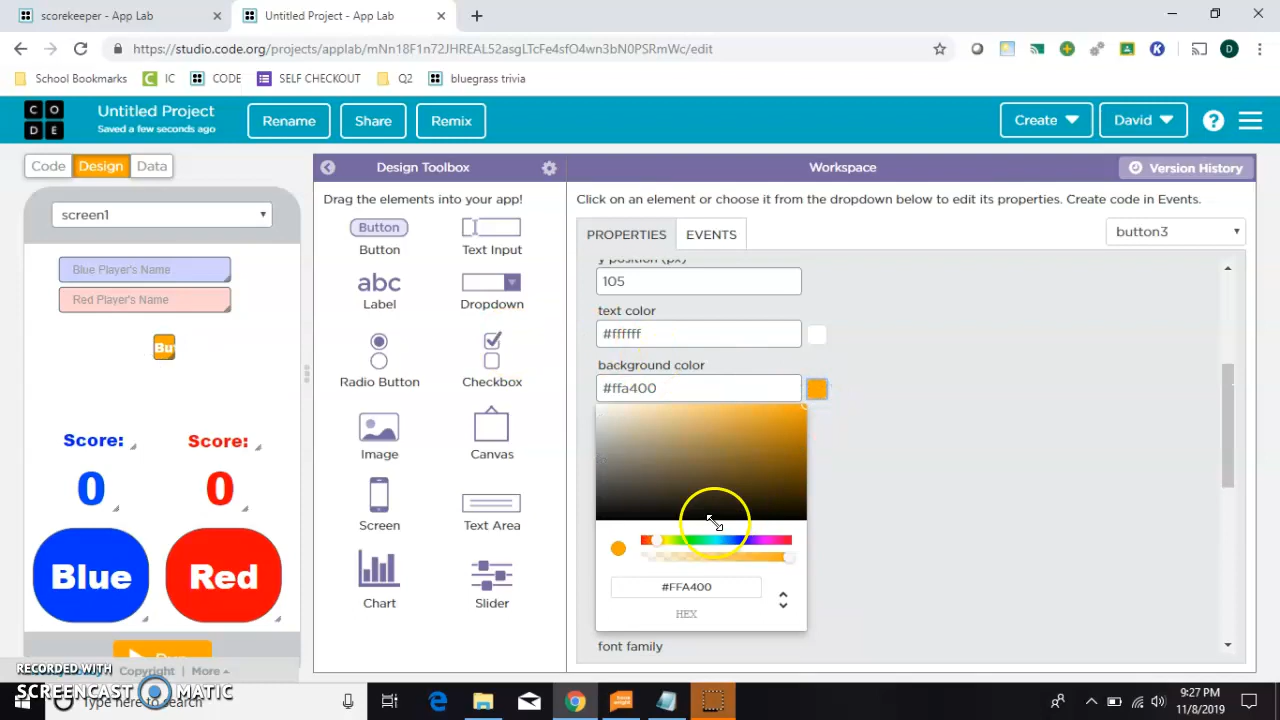 scorekeeper - App Lab
Untitled Project - App Lab
https://studio.code.org/projects/applab/mNn18F1n72JHREAL52asgLTcFe4sfO4wn3bN0PSRmWc/edit
D
K
School Bookmarks
IC
CODE
SELF CHECKOUT
Q2
bluegrass trivia
C O
D E
Untitled Project
Saved a few seconds ago
Rename
Share
Remix
Create
David
?
Code
Design
Data
Design Toolbox
Workspace
Version History
screen1
Drag the elements into your app!
Click on an element or choose it from the dropdown below to edit its properties. Create code in Events.
PROPERTIES
EVENTS
button3
Blue Player's Name
Red Player's Name
Score:
Score:
0
0
Blue
Red
Button
Button
Text Input
abc
Label
Dropdown
Radio Button
Checkbox
Image
Canvas
Screen
Text Area
Chart
Slider
y position (px)
105
text color
#ffffff
background color
#ffa400
#FFA400
HEX
font family
Copyright
More
RECORDED WITH
SCREENCAST MATIC
Type here to search
9:27 PM
11/8/2019